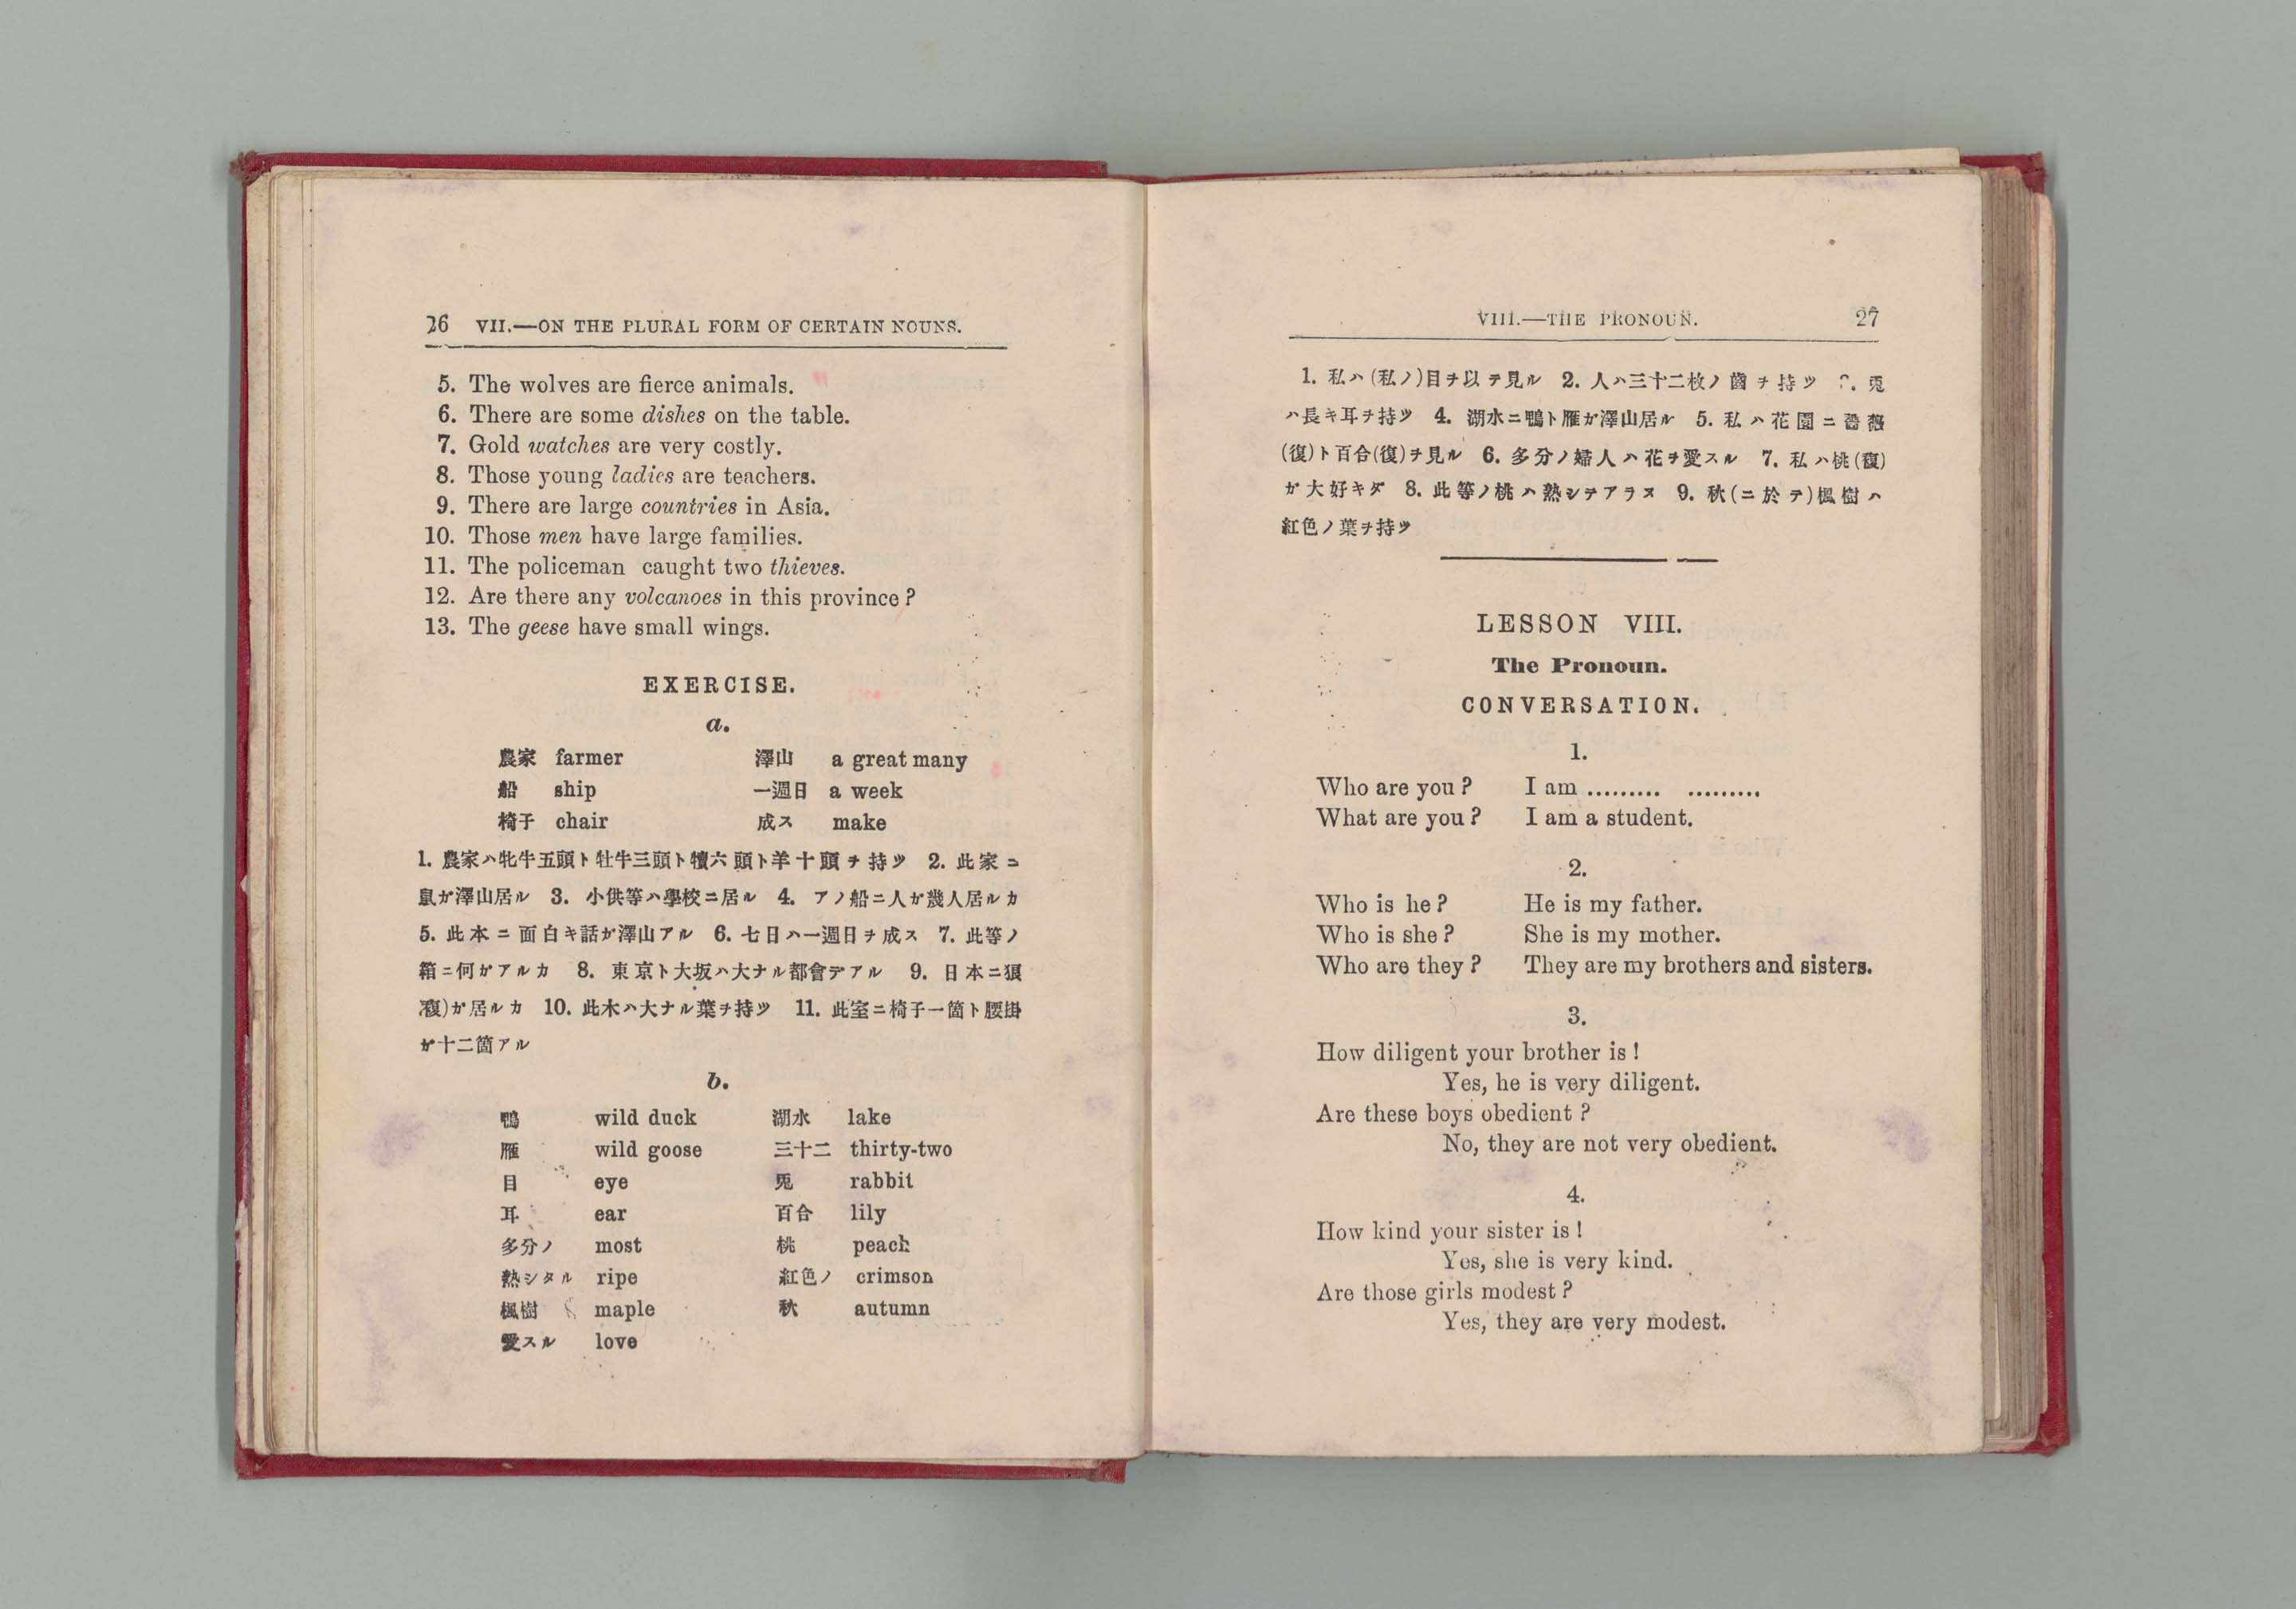 26 VII.—ON THE PLURAL FORM OF CERTAIN NOUNS.
5. The wolves are fierce animals.
6. There are some dishes on the table.
7. Gold watches are very costly.
8. Those young ladies are teachers.
9. There are large countries in Asia.
10. Those men have large families.
11. The policeman caught two thieves.
12. Are there any volcanoes in this province?
13. The geese have small wings.
EXERCISE.
a.
農家 farmer 澤山 a great many
船 ship 一週日 a week
椅子 chair 成ス make
1. 農家ハ牝牛五頭ト牡牛三頭ト犢六頭ト羊十頭ヲ持ツ 2. 此家ニ
鼠ガ澤山居ル 3. 小供等ハ學校ニ居ル 4. アノ船ニ人ガ幾人居ルカ
5. 此本ニ面白キ話ガ澤山アル 6. 七日ハ一週日ヲ成ス 7. 此等ノ
箱ニ何ガアルカ 8. 東京ト大坂ハ大ナル都會デアル 9. 日本ニ狼
複)ガ居ルカ 10. 此木ハ大ナル葉ヲ持ツ 11. 此室ニ椅子一箇ト腰掛
ガ十二箇アル
b.
鴨 wild duck 湖水 lake
雁 wild goose 三十二 thirty-two
目 eye 兎 rabbit
耳 ear 百合 lily
多分ノ most 桃 peach
熟シタル ripe 紅色ノ crimson
楓樹 maple 秋 autumn
愛スル love
VIII.—THE PRONOUN. 27
1. 私ハ(私ノ)目ヲ以テ見ル 2. 人ハ三十二枚ノ齒ヲ持ツ 3. 兎
ハ長キ耳ヲ持ツ 4. 湖水ニ鴨ト雁ガ澤山居ル 5. 私ハ花園ニ薔薇
(復)ト百合(復)ヲ見ル 6. 多分ノ婦人ハ花ヲ愛スル 7. 私ハ桃(複)
ガ大好キダ 8. 此等ノ桃ハ熟シテアラヌ 9. 秋(ニ於テ)楓樹ハ
紅色ノ葉ヲ持ツ
LESSON VIII.
The Pronoun.
CONVERSATION.
1.
Who are you? I am ......... .........
What are you? I am a student.
2.
Who is he? He is my father.
Who is she? She is my mother.
Who are they? They are my brothers and sisters.
3.
How diligent your brother is!
Yes, he is very diligent.
Are these boys obedient?
No, they are not very obedient.
4.
How kind your sister is!
Yes, she is very kind.
Are those girls modest?
Yes, they are very modest.